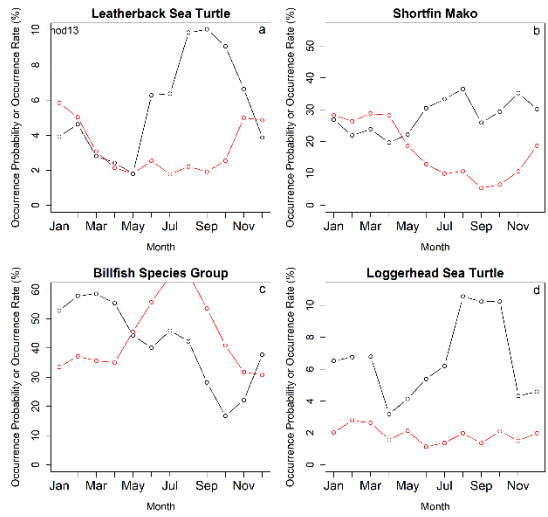 Leatherback Sea Turtle
nod13
a
Occurrence Probability or Occurrence Rate (%)
0 2 4 6 8 10
Jan Mar May Jul Sep Nov
Month
Shortfin Mako
b
Occurrence Probability or Occurrence Rate (%)
0 10 20 30 40 50
Jan Mar May Jul Sep Nov
Month
Billfish Species Group
c
Occurrence Probability or Occurrence Rate (%)
0 10 20 30 40 50 60
Jan Mar May Jul Sep Nov
Month
Loggerhead Sea Turtle
d
Occurrence Probability or Occurrence Rate (%)
0 2 4 6 8 10
Jan Mar May Jul Sep Nov
Month